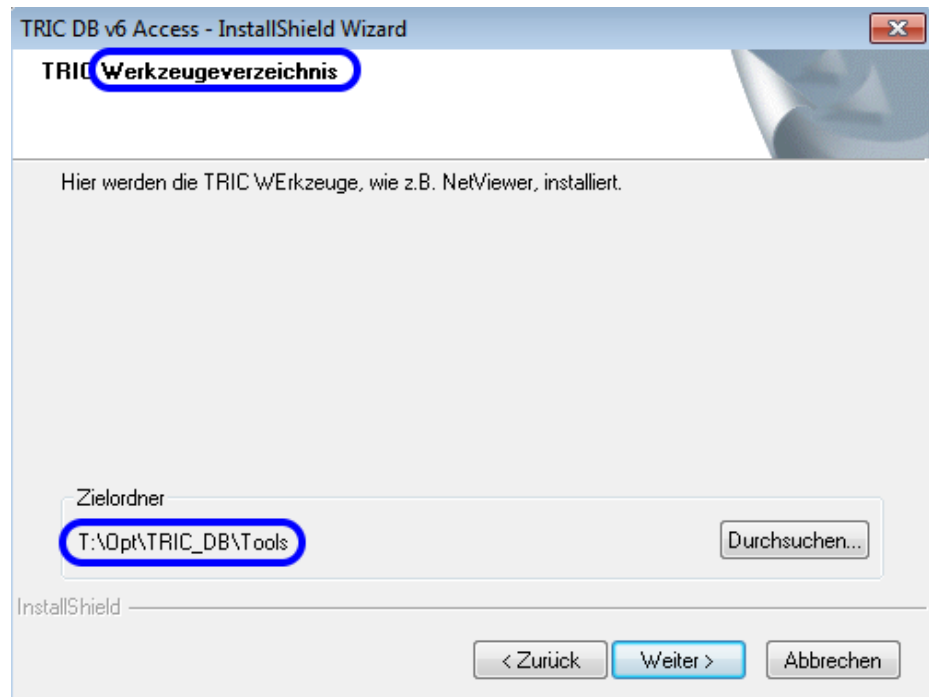 TRIC DB v6 Access - InstallShield Wizard
TRIC Werkzeugeverzeichnis
Hier werden die TRIC WErkzeuge, wie z.B. NetViewer, installiert.
Zielordner
T:\Opt\TRIC_DB\Tools
Durchsuchen...
InstallShield
< Zurück
Weiter >
Abbrechen